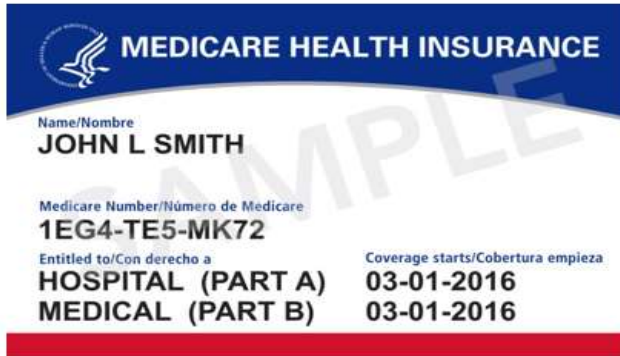 MEDICARE HEALTH INSURANCE
SAMPLE
Name/Nombre
JOHN L SMITH
Medicare Number/Número de Medicare
1EG4-TE5-MK72
Entitled to/Con derecho a Coverage starts/Cobertura empieza
HOSPITAL (PART A) 03-01-2016
MEDICAL (PART B) 03-01-2016